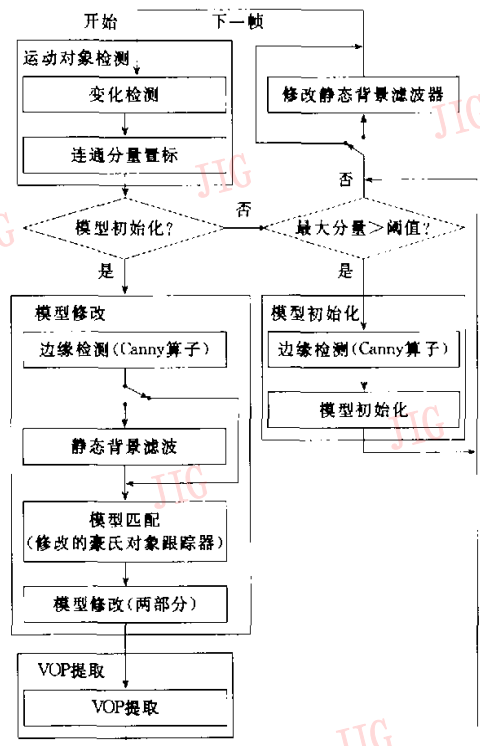 开始
下一帧
运动对象检测
变化检测
连通分量置标
修改静态背景滤波器
否
模型初始化?
否
最大分量>阈值?
是
是
模型修改
边缘检测(Canny算子)
静态背景滤波
模型匹配
(修改的豪氏对象跟踪器)
模型修改(两部分)
模型初始化
边缘检测(Canny算子)
模型初始化
VOP提取
VOP提取
JIG
JIG
JIG
JIG
JIG
JIG